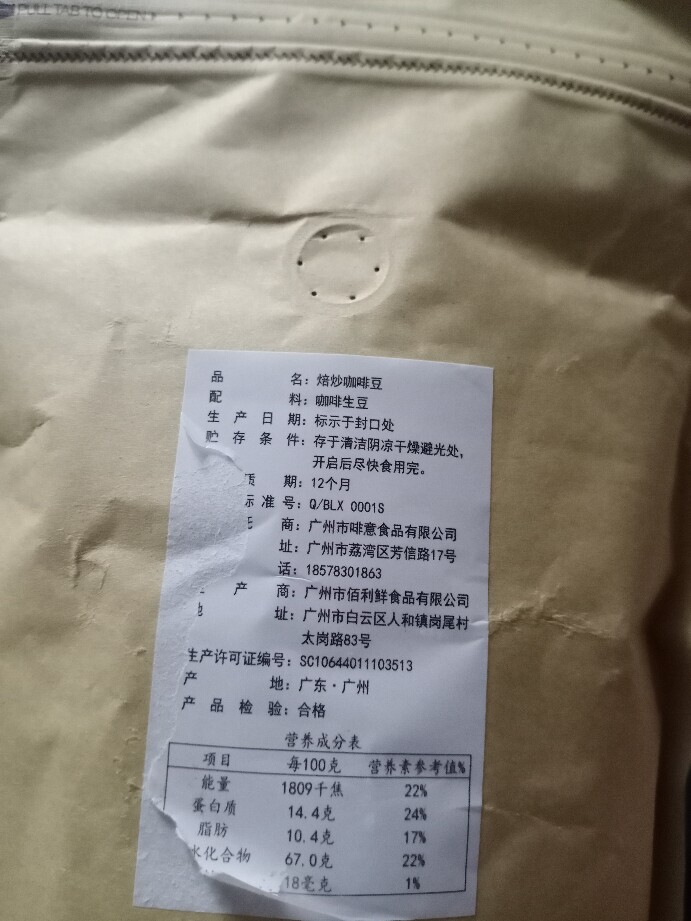 PULL TAB TO OPEN
品 名：焙炒咖啡豆
配 料：咖啡生豆
生 产 日 期：标示于封口处
贮 存 条 件：存于清洁阴凉干燥避光处，
开启后尽快食用完。
质 期：12个月
标 准 号：Q/BLX 0001S
商：广州市啡意食品有限公司
址：广州市荔湾区芳信路17号
话：18578301863
产 商：广州市佰利鲜食品有限公司
地 址：广州市白云区人和镇岗尾村
太岗路83号
生产许可证编号：SC10644011103513
产 地：广东·广州
产 品 检 验：合格
营养成分表
项目 每100克 营养素参考值%
能量 1809千焦 22%
蛋白质 14.4克 24%
脂肪 10.4克 17%
水化合物 67.0克 22%
18毫克 1%